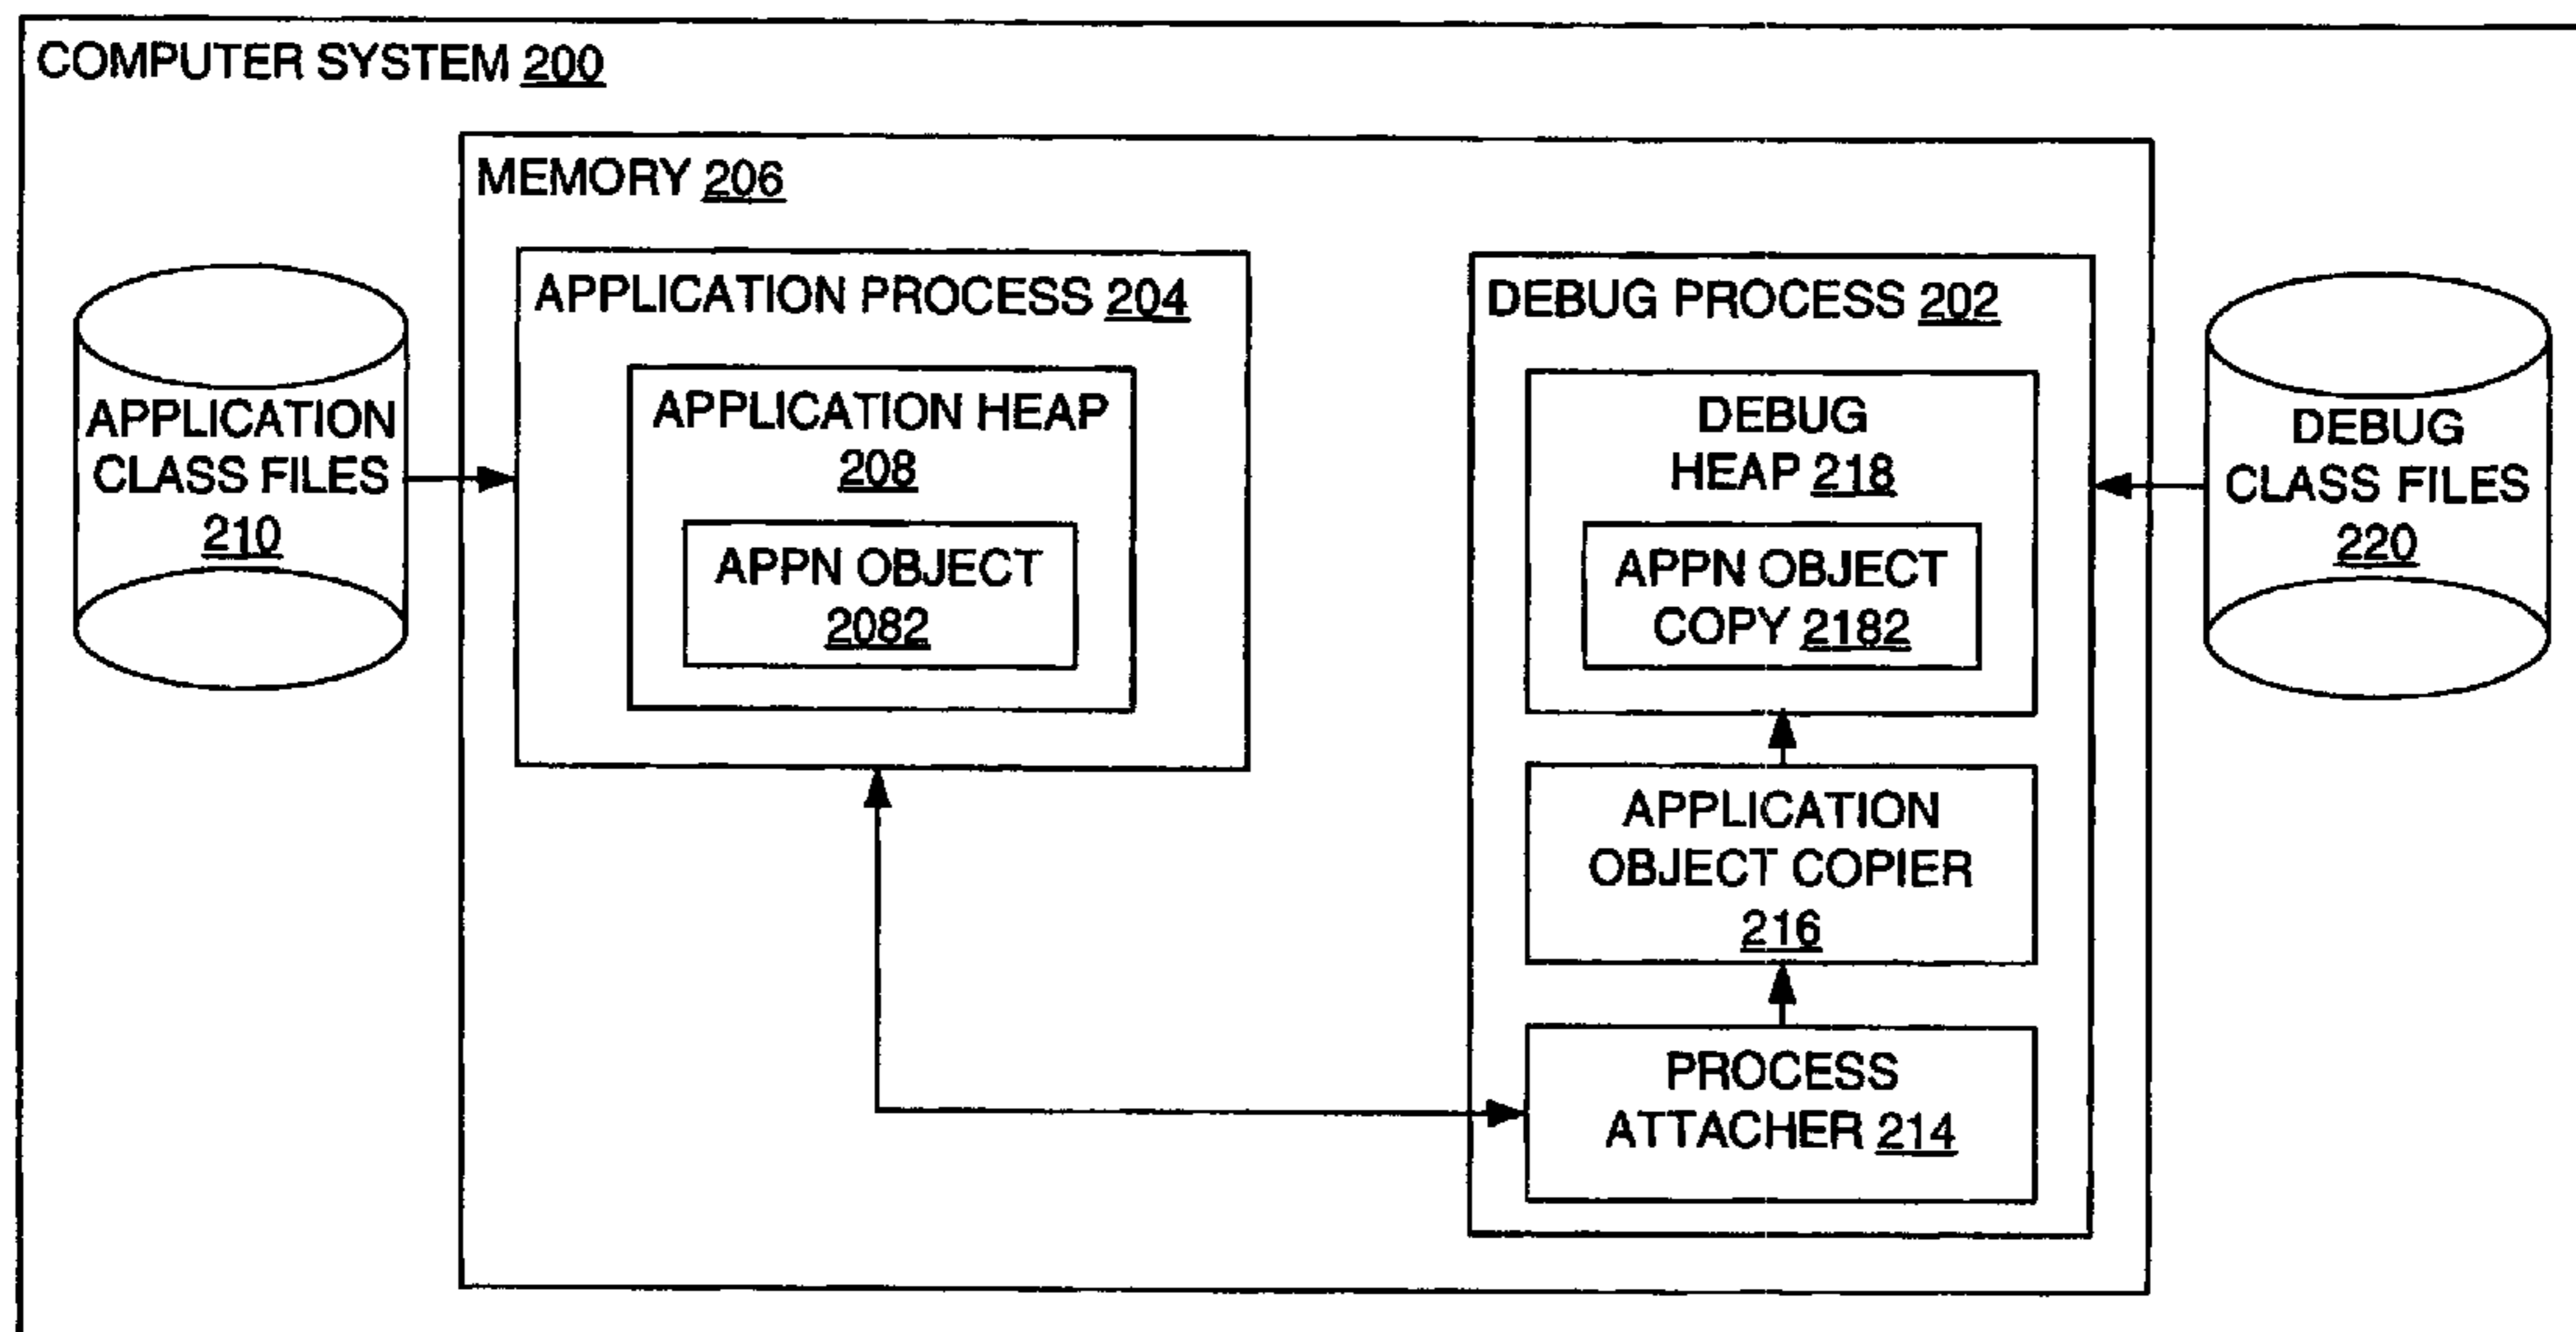 COMPUTER SYSTEM 200
MEMORY 206
APPLICATION PROCESS 204
APPLICATION HEAP
208
APPN OBJECT
2082
APPLICATION
CLASS FILES
210
DEBUG PROCESS 202
DEBUG
HEAP 218
APPN OBJECT
COPY 2182
APPLICATION
OBJECT COPIER
216
PROCESS
ATTACHER 214
DEBUG
CLASS FILES
220